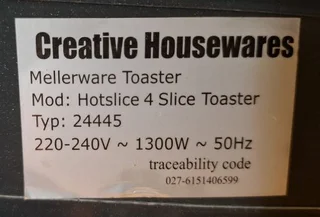 Creative Housewares
Mellerware Toaster
Mod: Hotslice 4 Slice Toaster
Typ: 24445
220-240V ~ 1300W ~ 50Hz
traceability code
027-6151406599